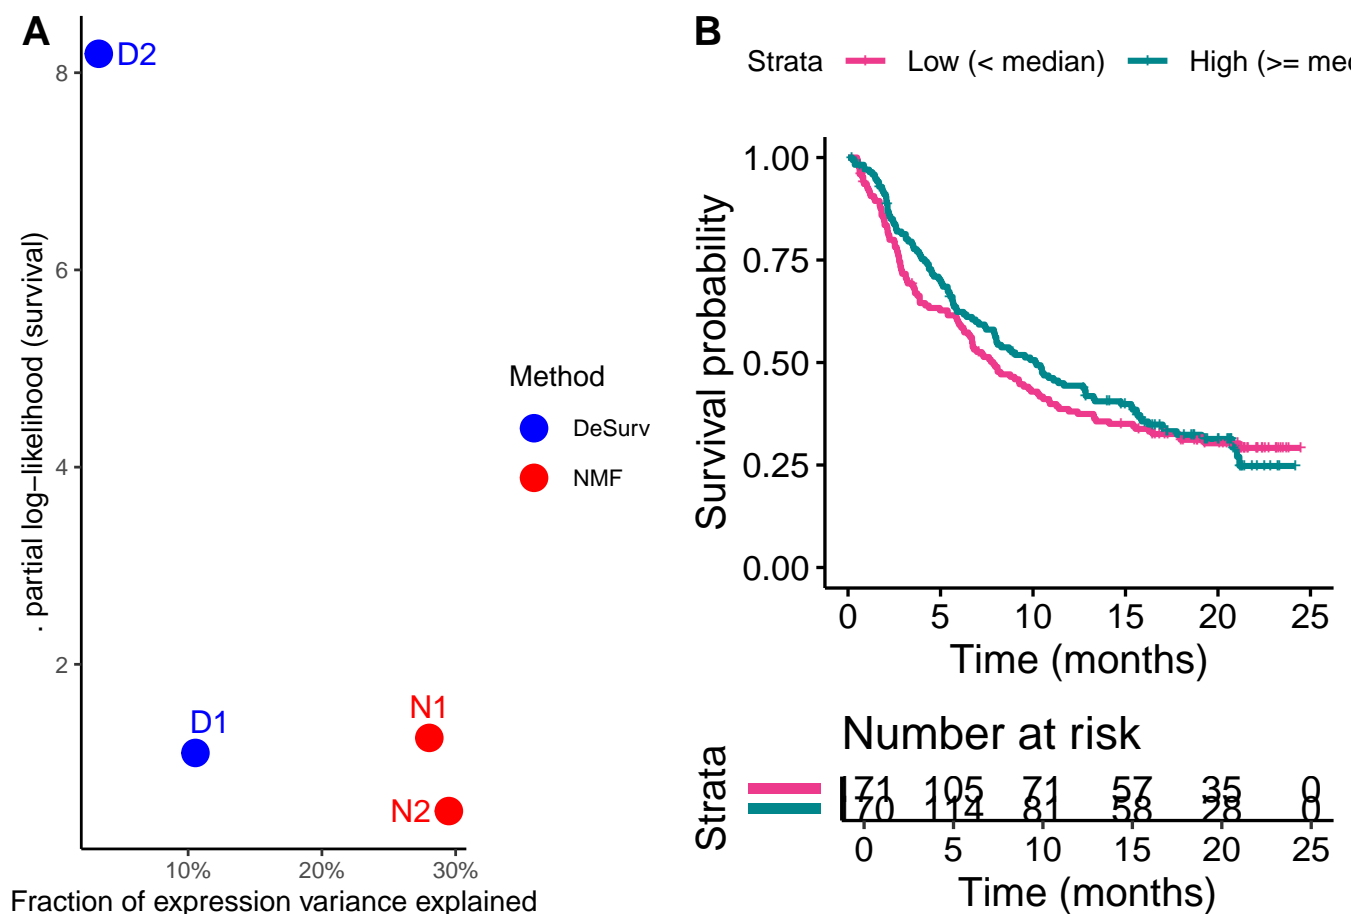 A
. partial log−likelihood (survival)
8
6
4
2
D2
D1
N1
N2
10%
20%
30%
Fraction of expression variance explained
Method
DeSurv
NMF
B
Strata
Low (< median)
High (>= me
Survival probability
1.00
0.75
0.50
0.25
0.00
0 5 10 15 20 25
Time (months)
Number at risk
Strata
171 105 71 57 35 0
170 114 81 58 28 0
0 5 10 15 20 25
Time (months)